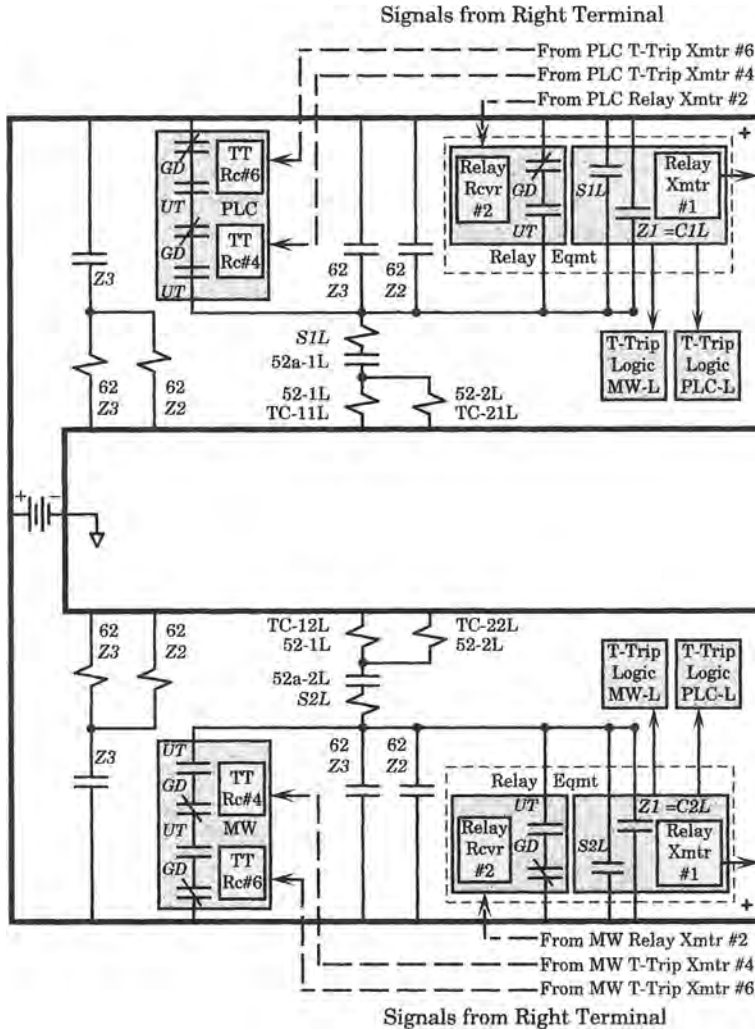 Signals from Right Terminal
From PLC T-Trip Xmtr #6
From PLC T-Trip Xmtr #4
From PLC Relay Xmtr #2
+
GD
TT
Rc#6
UT
PLC
GD
TT
Rc#4
UT
Z3
62
Z3
62
Z2
Relay
Rcvr
#2
GD
UT
S1L
Relay
Xmtr
#1
Z1 =C1L
Relay Eqmt
S1L
52a-1L
62
Z3
62
Z2
52-1L
TC-11L
52-2L
TC-21L
T-Trip
Logic
MW-L
T-Trip
Logic
PLC-L
+
−
62
Z3
62
Z2
TC-12L
52-1L
TC-22L
52-2L
52a-2L
S2L
T-Trip
Logic
MW-L
T-Trip
Logic
PLC-L
Z3
UT
GD
TT
Rc#4
UT
MW
GD
TT
Rc#6
62
Z3
62
Z2
Relay Eqmt
UT
Relay
Rcvr
#2
GD
S2L
Z1 =C2L
Relay
Xmtr
#1
+
From MW Relay Xmtr #2
From MW T-Trip Xmtr #4
From MW T-Trip Xmtr #6
Signals from Right Terminal